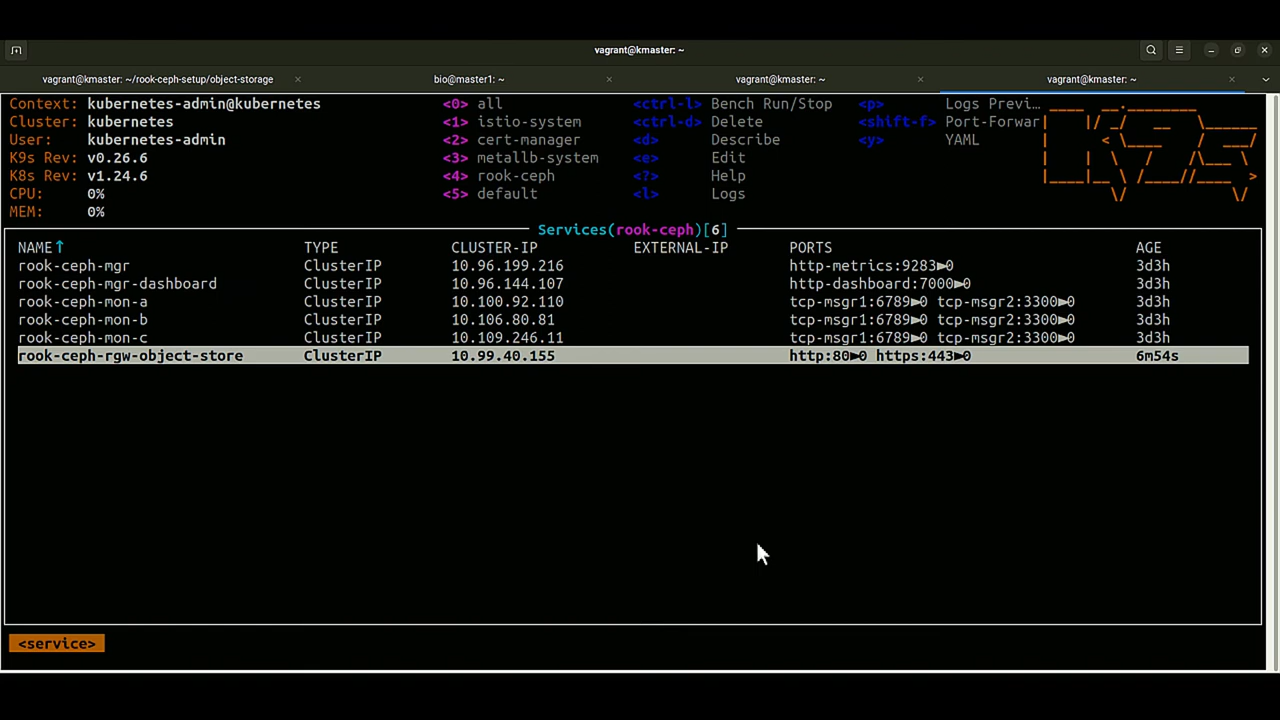 vagrant@kmaster: ~
vagrant@kmaster: ~/rook-ceph-setup/object-storage
bio@master1: ~
vagrant@kmaster: ~
vagrant@kmaster: ~
Context: kubernetes-admin@kubernetes <0> all <ctrl-l> Bench Run/Stop <p> Logs Previ…
Cluster: kubernetes <1> istio-system <ctrl-d> Delete <shift-f> Port-Forwar
User: kubernetes-admin <2> cert-manager <d> Describe <y> YAML
K9s Rev: v0.26.6 <3> metallb-system <e> Edit
K8s Rev: v1.24.6 <4> rook-ceph <?> Help
CPU: 0% <5> default <l> Logs
MEM: 0%
Services(rook-ceph)[6]
NAME↑ TYPE CLUSTER-IP EXTERNAL-IP PORTS AGE
rook-ceph-mgr ClusterIP 10.96.199.216 http-metrics:9283►0 3d3h
rook-ceph-mgr-dashboard ClusterIP 10.96.144.107 http-dashboard:7000►0 3d3h
rook-ceph-mon-a ClusterIP 10.100.92.110 tcp-msgr1:6789►0 tcp-msgr2:3300►0 3d3h
rook-ceph-mon-b ClusterIP 10.106.80.81 tcp-msgr1:6789►0 tcp-msgr2:3300►0 3d3h
rook-ceph-mon-c ClusterIP 10.109.246.11 tcp-msgr1:6789►0 tcp-msgr2:3300►0 3d3h
rook-ceph-rgw-object-store ClusterIP 10.99.40.155 http:80►0 https:443►0 6m54s
<service>